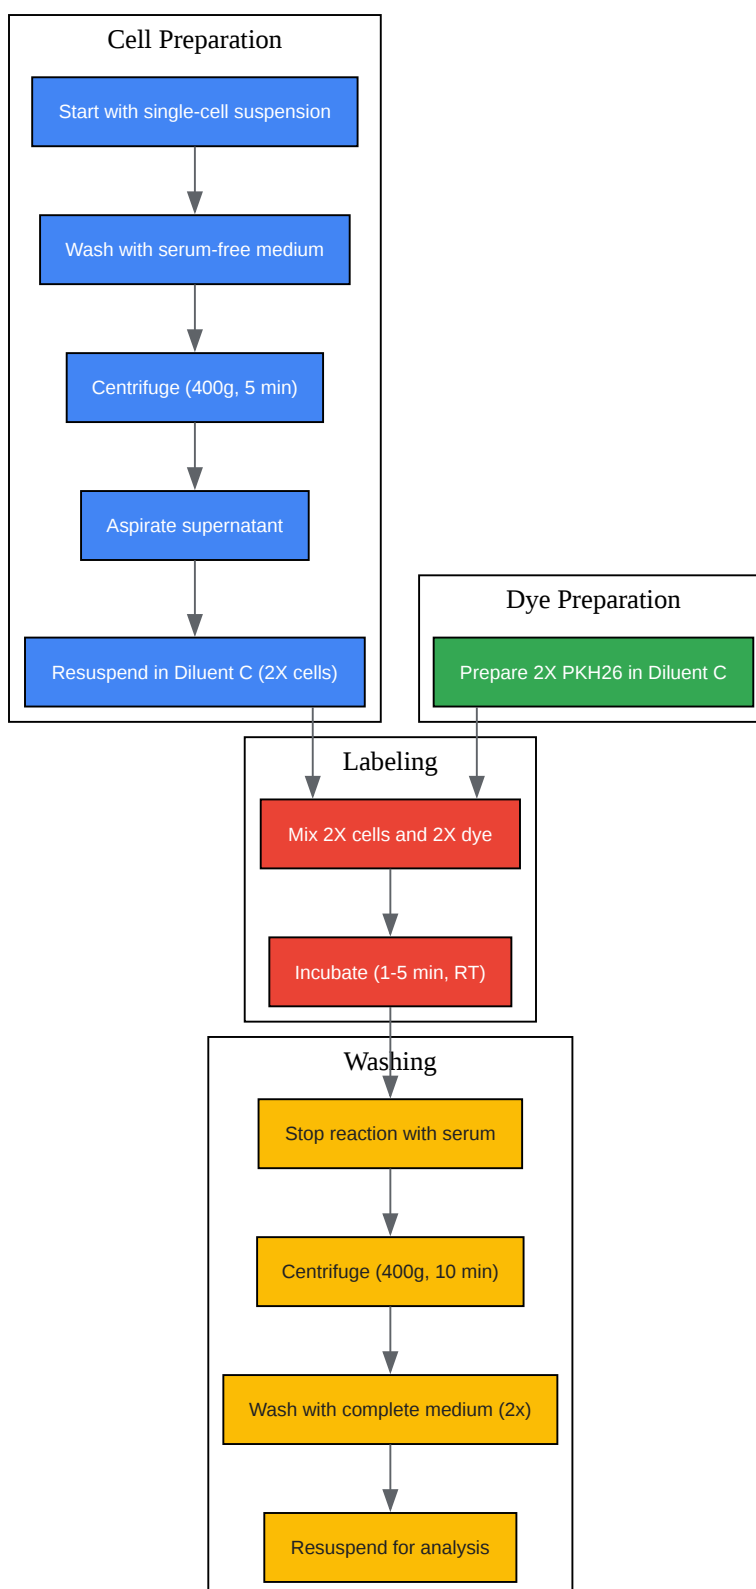 Cell Preparation
Start with single-cell suspension
Wash with serum-free medium
Centrifuge (400g, 5 min)
Aspirate supernatant
Resuspend in Diluent C (2X cells)
Dye Preparation
Prepare 2X PKH26 in Diluent C
Labeling
Mix 2X cells and 2X dye
Incubate (1-5 min, RT)
Washing
Stop reaction with serum
Centrifuge (400g, 10 min)
Wash with complete medium (2x)
Resuspend for analysis